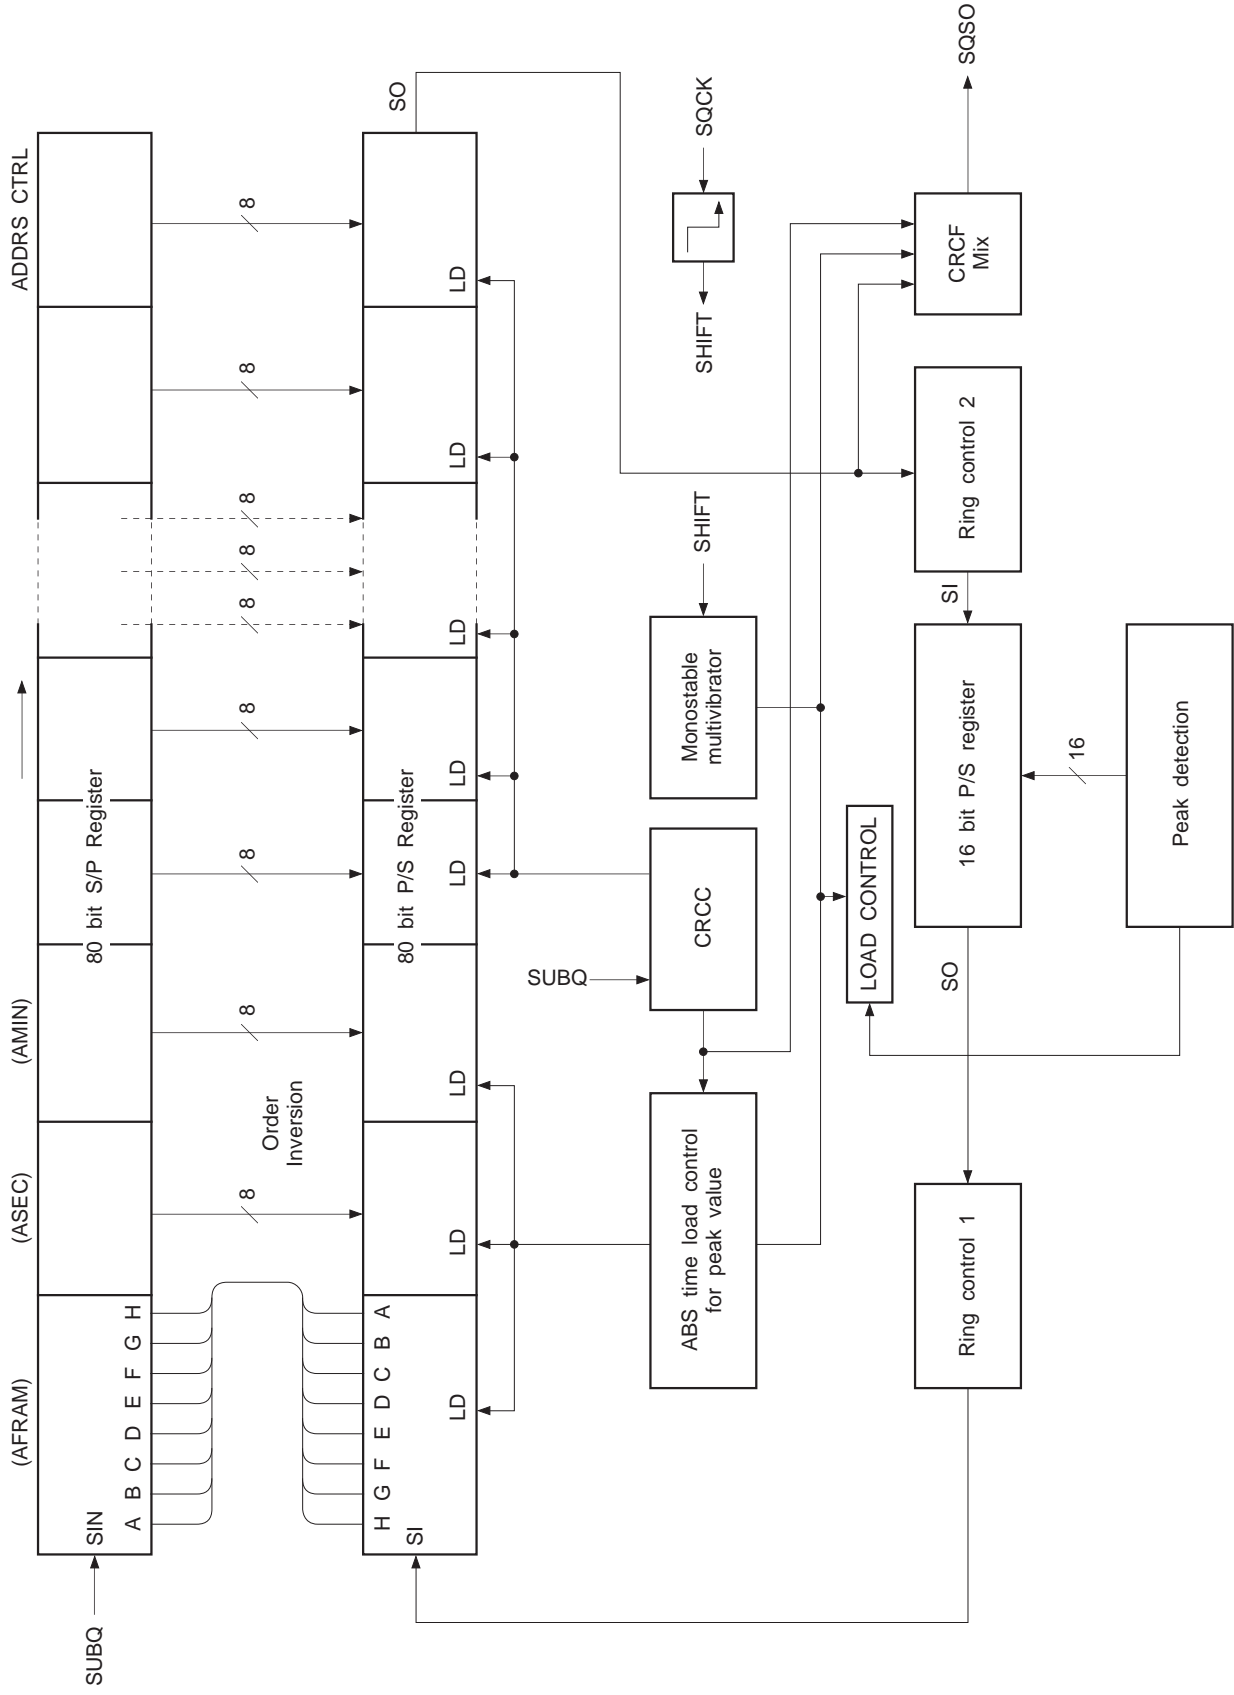 (AFRAM)
(ASEC)
(AMIN)
ADDRS CTRL
SUBQ
SIN
80 bit S/P Register
A B C D E F G H
Order
Inversion
8
8
8
8
8
8
8
8
8
H G F E D C B A
SI
80 bit P/S Register
SO
LD
LD
LD
LD
LD
LD
LD
LD
SUBQ
ABS time load control
for peak value
CRCC
Monostable
multivibrator
SHIFT
SHIFT
SQCK
LOAD CONTROL
Ring control 1
SO
16 bit P/S register
SI
Ring control 2
CRCF
Mix
SQSO
16
Peak detection